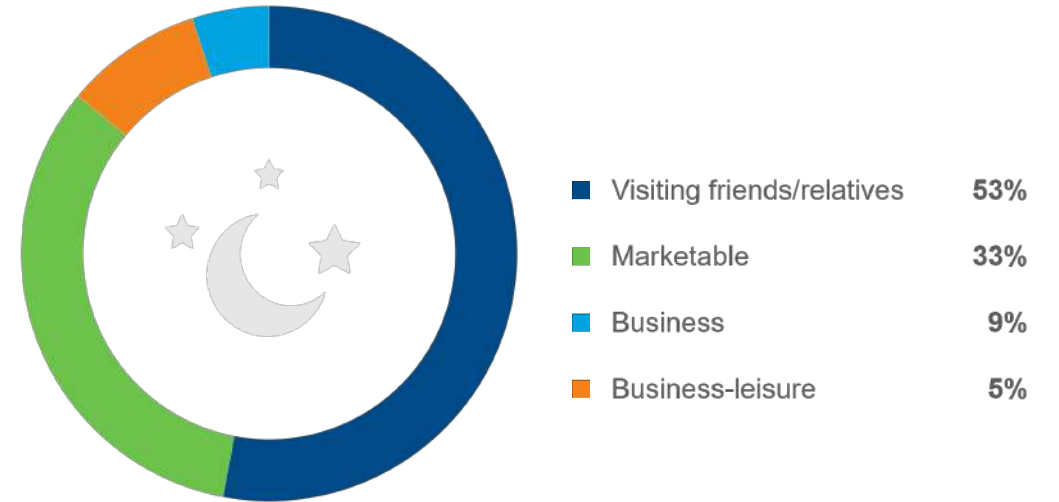 Visiting friends/relatives 53%
Marketable 33%
Business 9%
Business-leisure 5%